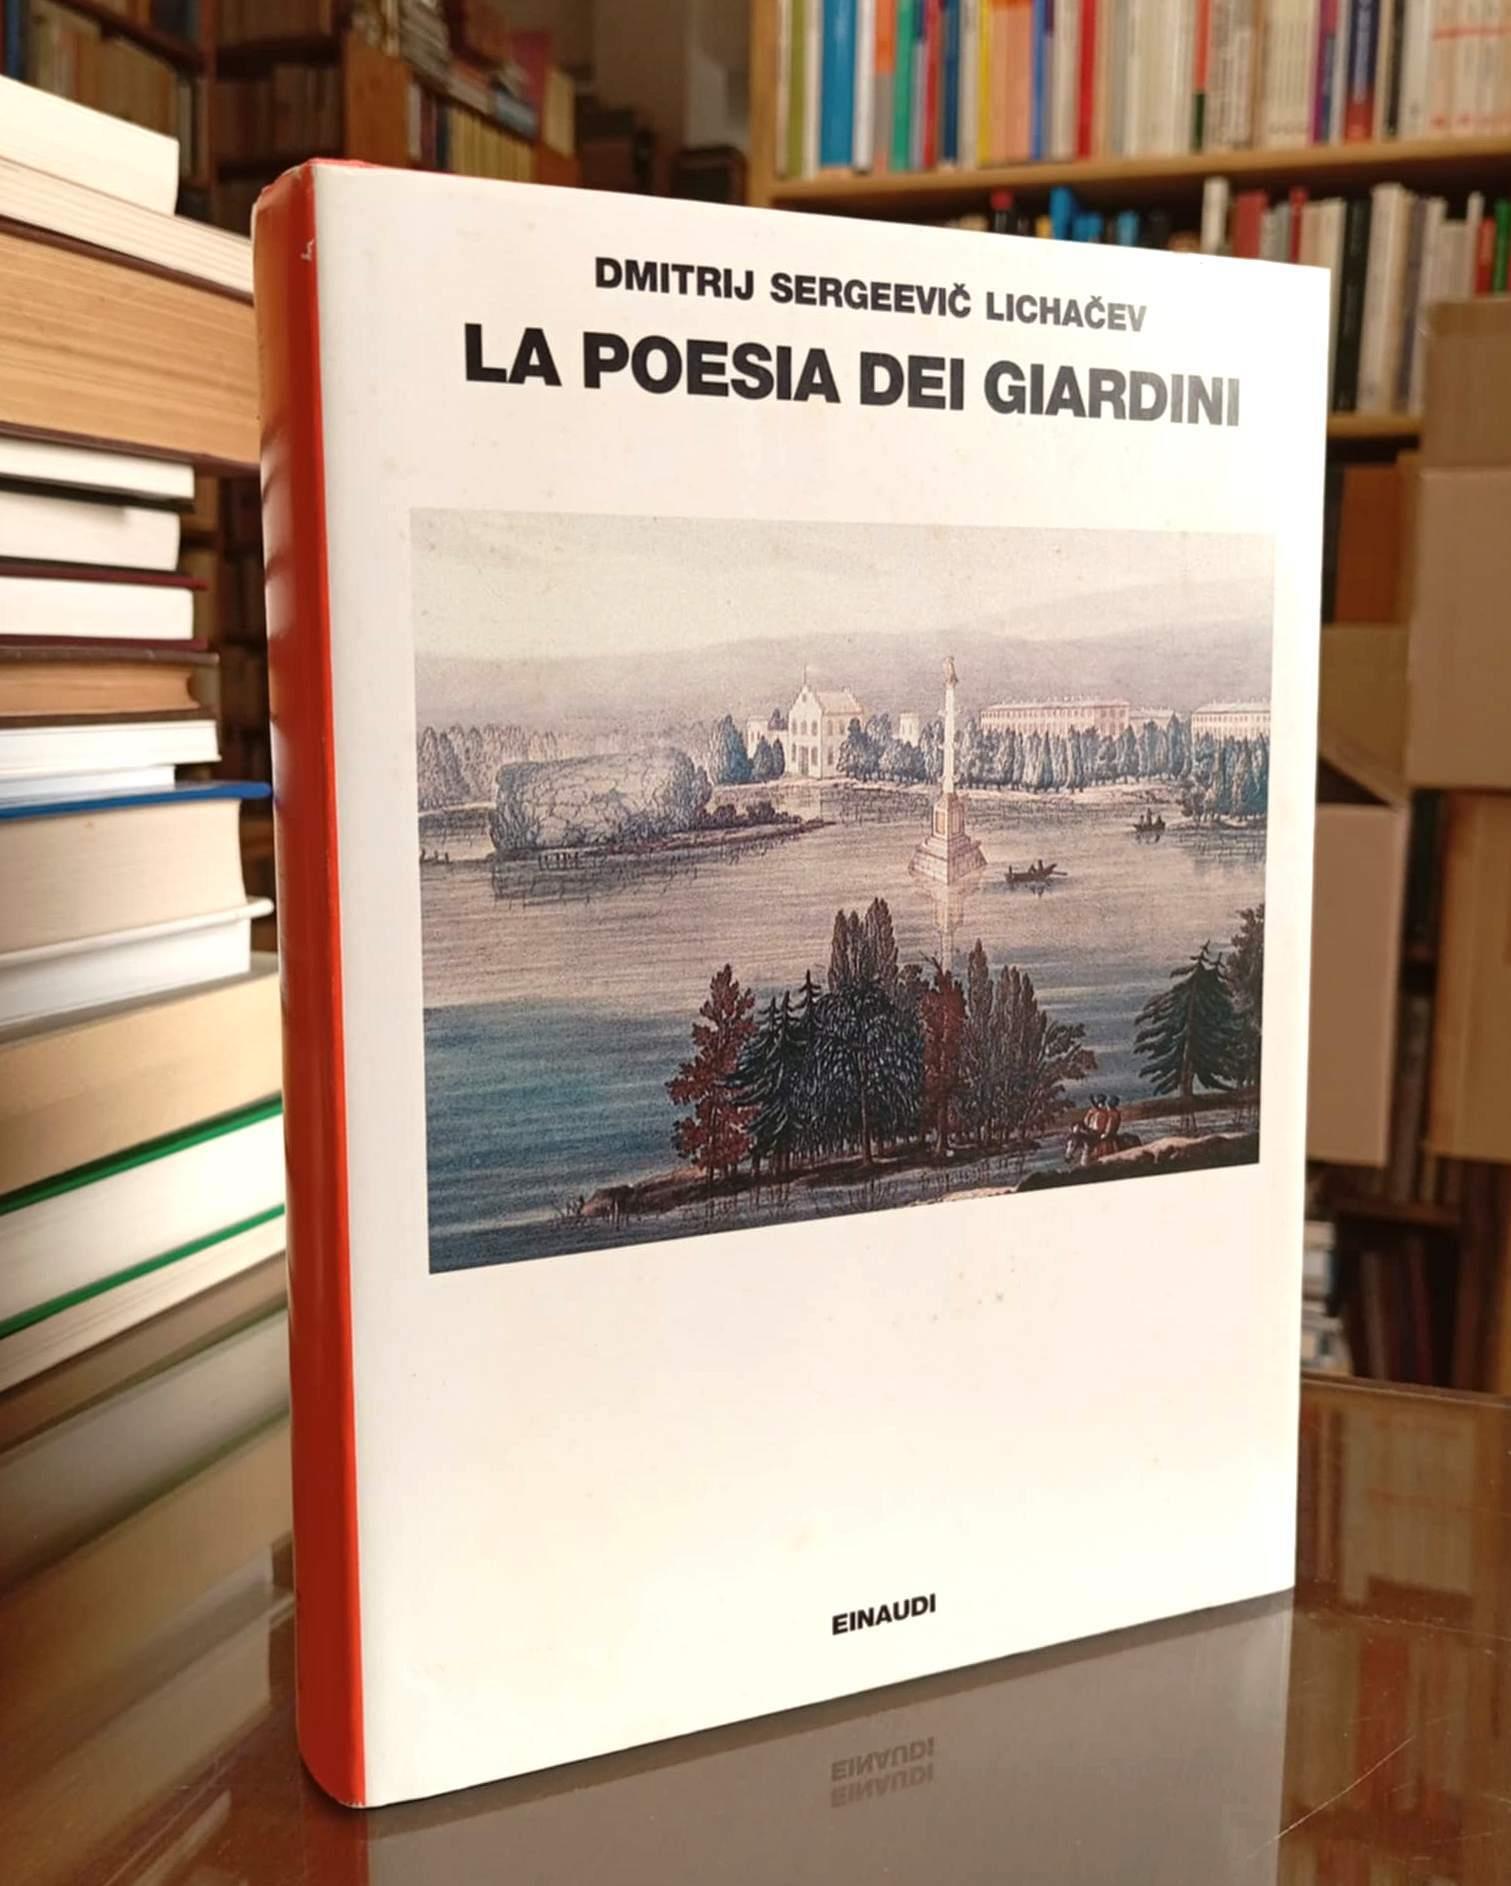 DMITRIJ SERGEEVIČ LICHAČEV
LA POESIA DEI GIARDINI
EINAUDI